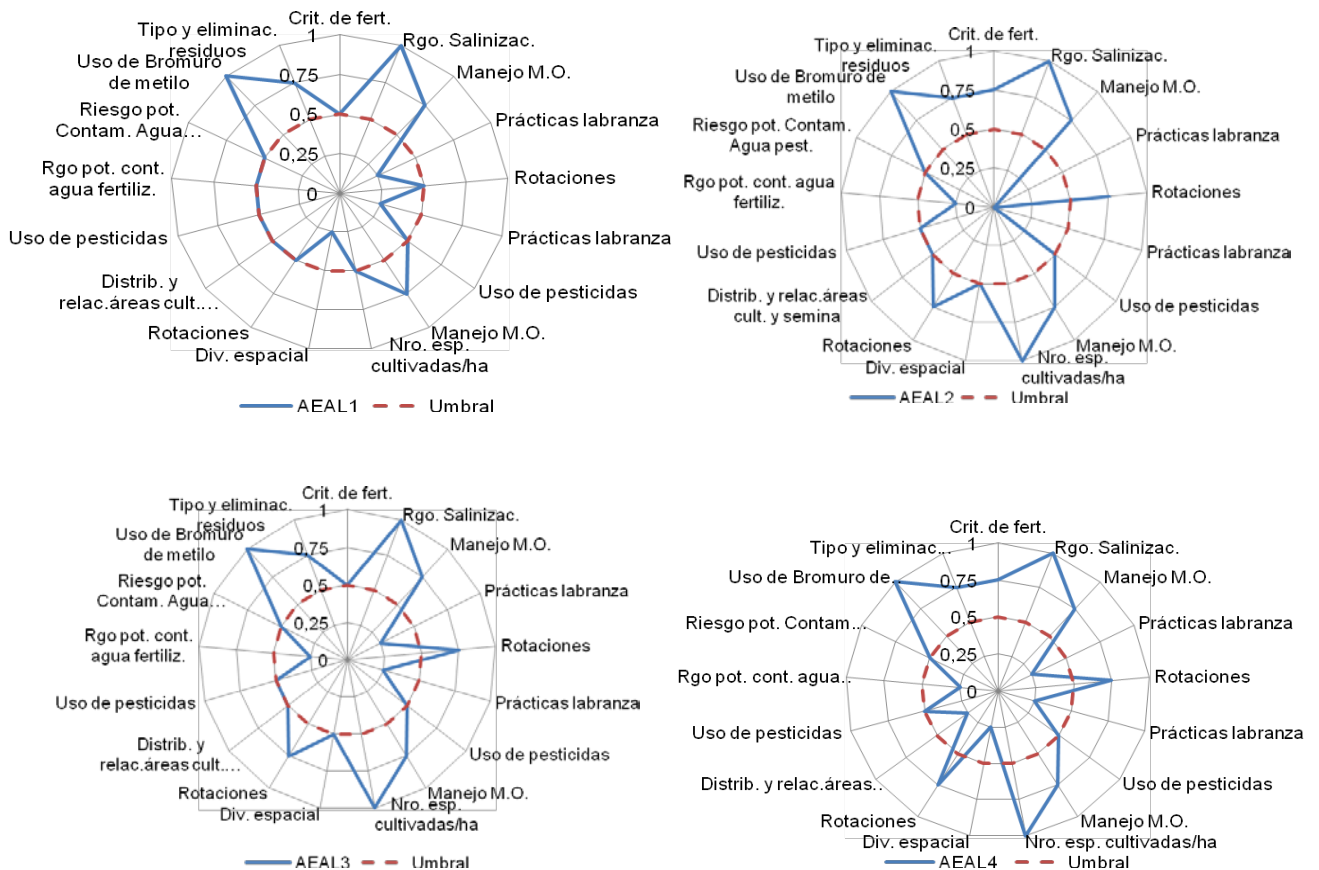 Crit. de fert.
Tipo y eliminac.
residuos
1
Rgo. Salinizac.
Uso de Bromuro
de metilo
0,75
Manejo M.O.
Riesgo pot.
Contam. Agua...
0,5
Prácticas labranza
0,25
Rgo pot. cont.
agua fertiliz.
0
Rotaciones
Uso de pesticidas
Prácticas labranza
Distrib. y
relac.áreas cult....
Uso de pesticidas
Rotaciones
Manejo M.O.
Div. espacial
Nro. esp.
cultivadas/ha
AEAL1
Umbral
Crit. de fert.
Tipo y eliminac.
residuos
1
Rgo. Salinizac.
Uso de Bromuro de
metilo
0,75
Manejo M.O.
Riesgo pot. Contam.
Agua pest.
0,5
Prácticas labranza
0,25
Rgo pot. cont. agua
fertiliz.
0
Rotaciones
Uso de pesticidas
Prácticas labranza
Distrib. y relac.áreas
cult. y semina
Uso de pesticidas
Rotaciones
Manejo M.O.
Div. espacial
Nro. esp.
cultivadas/ha
AEAL2
Umbral
Crit. de fert.
Tipo y eliminac.
residuos
1
Rgo. Salinizac.
Uso de Bromuro
de metilo
0,75
Manejo M.O.
Riesgo pot.
Contam. Agua...
0,5
Prácticas labranza
0,25
Rgo pot. cont.
agua fertiliz.
0
Rotaciones
Uso de pesticidas
Prácticas labranza
Distrib. y
relac.áreas cult....
Uso de pesticidas
Rotaciones
Manejo M.O.
Div. espacial
Nro. esp.
cultivadas/ha
AEAL3
Umbral
Crit. de fert.
Tipo y eliminac...
1
Rgo. Salinizac.
Uso de Bromuro de..
0,75
Manejo M.O.
Riesgo pot. Contam...
0,5
Prácticas labranza
0,25
Rgo pot. cont. agua..
0
Rotaciones
Uso de pesticidas
Prácticas labranza
Distrib. y relac.áreas..
Uso de pesticidas
Rotaciones
Manejo M.O.
Div. espacial
Nro. esp. cultivadas/ha
AEAL4
Umbral